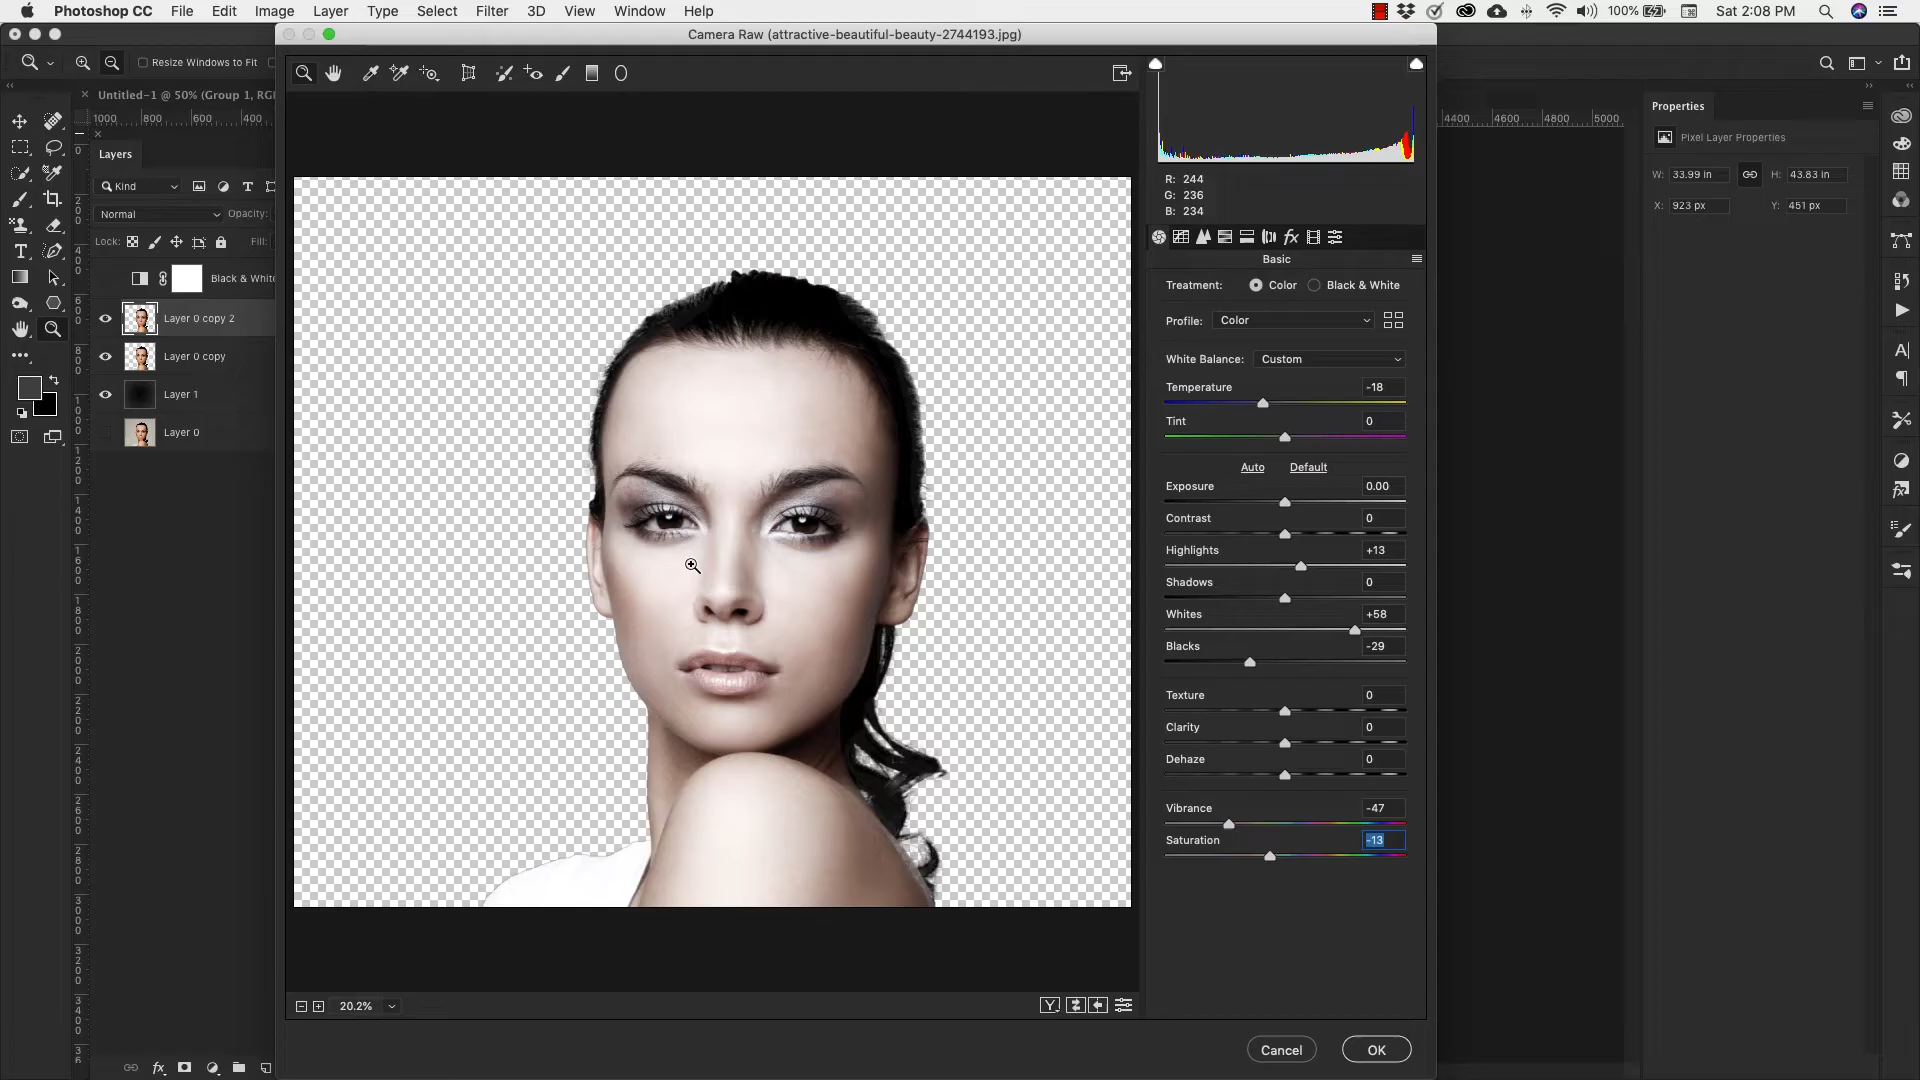 Photoshop CC File Edit Image Layer Type Select Filter 3D View Window Help 100% Sat 2:08 PM
Camera Raw (attractive-beautiful-beauty-2744193.jpg)
Resize Windows to Fit
Untitled-1 @ 50% (Group 1, RG
1000 800 600 400
4400 4600 4800 5000
Layers
Kind
Normal Opacity:
Lock: Fill:
Black & White
Layer 0 copy 2
Layer 0 copy
Layer 1
Layer 0
20.2%
R: 244
G: 236
B: 234
Basic
Treatment: Color Black & White
Profile: Color
White Balance: Custom
Temperature -18
Tint 0
Auto Default
Exposure 0.00
Contrast 0
Highlights +13
Shadows 0
Whites +58
Blacks -29
Texture 0
Clarity 0
Dehaze 0
Vibrance -47
Saturation -13
Cancel OK
Properties
Pixel Layer Properties
W: 33.99 in H: 43.83 in
X: 923 px Y: 451 px